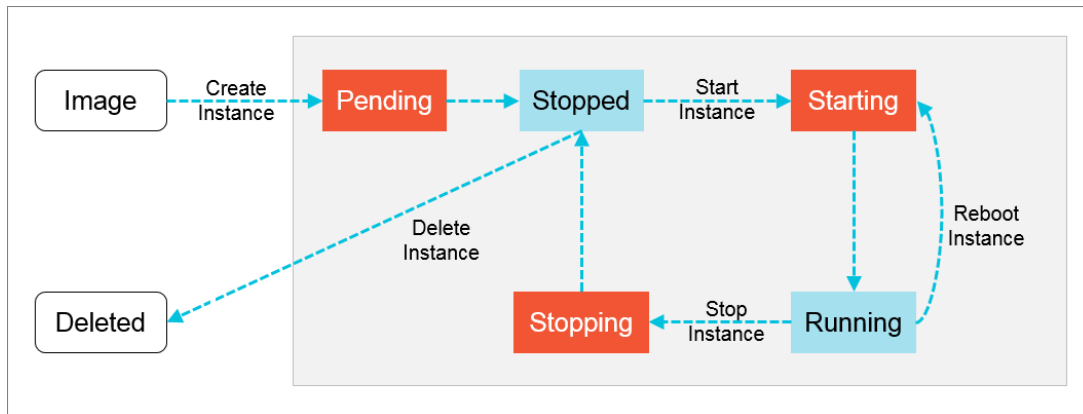 Image
Create
Instance
Pending
Stopped
Start
Instance
Starting
Delete
Instance
Reboot
Instance
Deleted
Stopping
Stop
Instance
Running